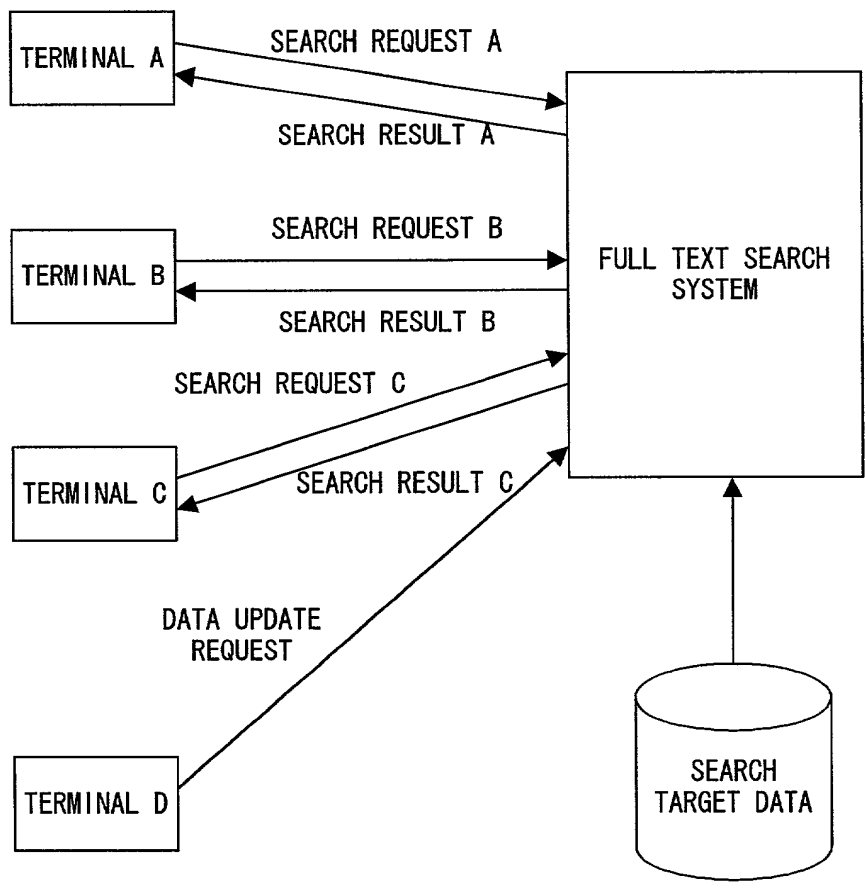 TERMINAL A
SEARCH REQUEST A
SEARCH RESULT A
TERMINAL B
SEARCH REQUEST B
SEARCH RESULT B
FULL TEXT SEARCH
SYSTEM
SEARCH REQUEST C
TERMINAL C
SEARCH RESULT C
DATA UPDATE
REQUEST
TERMINAL D
SEARCH
TARGET DATA